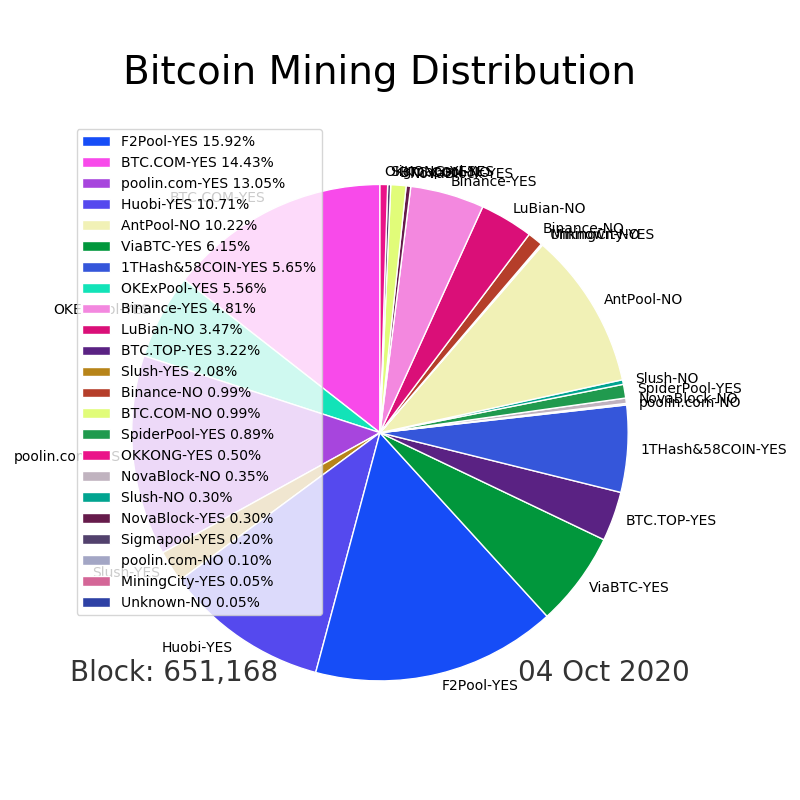 Bitcoin Mining Distribution
F2Pool-YES 15.92%
BTC.COM-YES 14.43%
poolin.com-YES 13.05%
Huobi-YES 10.71%
AntPool-NO 10.22%
ViaBTC-YES 6.15%
1THash&58COIN-YES 5.65%
OKExPool-YES 5.56%
Binance-YES 4.81%
LuBian-NO 3.47%
BTC.TOP-YES 3.22%
Slush-YES 2.08%
Binance-NO 0.99%
BTC.COM-NO 0.99%
SpiderPool-YES 0.89%
OKKONG-YES 0.50%
NovaBlock-NO 0.35%
Slush-NO 0.30%
NovaBlock-YES 0.30%
Sigmapool-YES 0.20%
poolin.com-NO 0.10%
MiningCity-YES 0.05%
Unknown-NO 0.05%
BTC.COM-YES
Slush-YES
Huobi-YES
F2Pool-YES
ViaBTC-YES
BTC.TOP-YES
1THash&58COIN-YES
poolin.com-NO
NovaBlock-NO
SpiderPool-YES
Slush-NO
AntPool-NO
Binance-NO
LuBian-NO
Binance-YES
Block: 651,168
04 Oct 2020